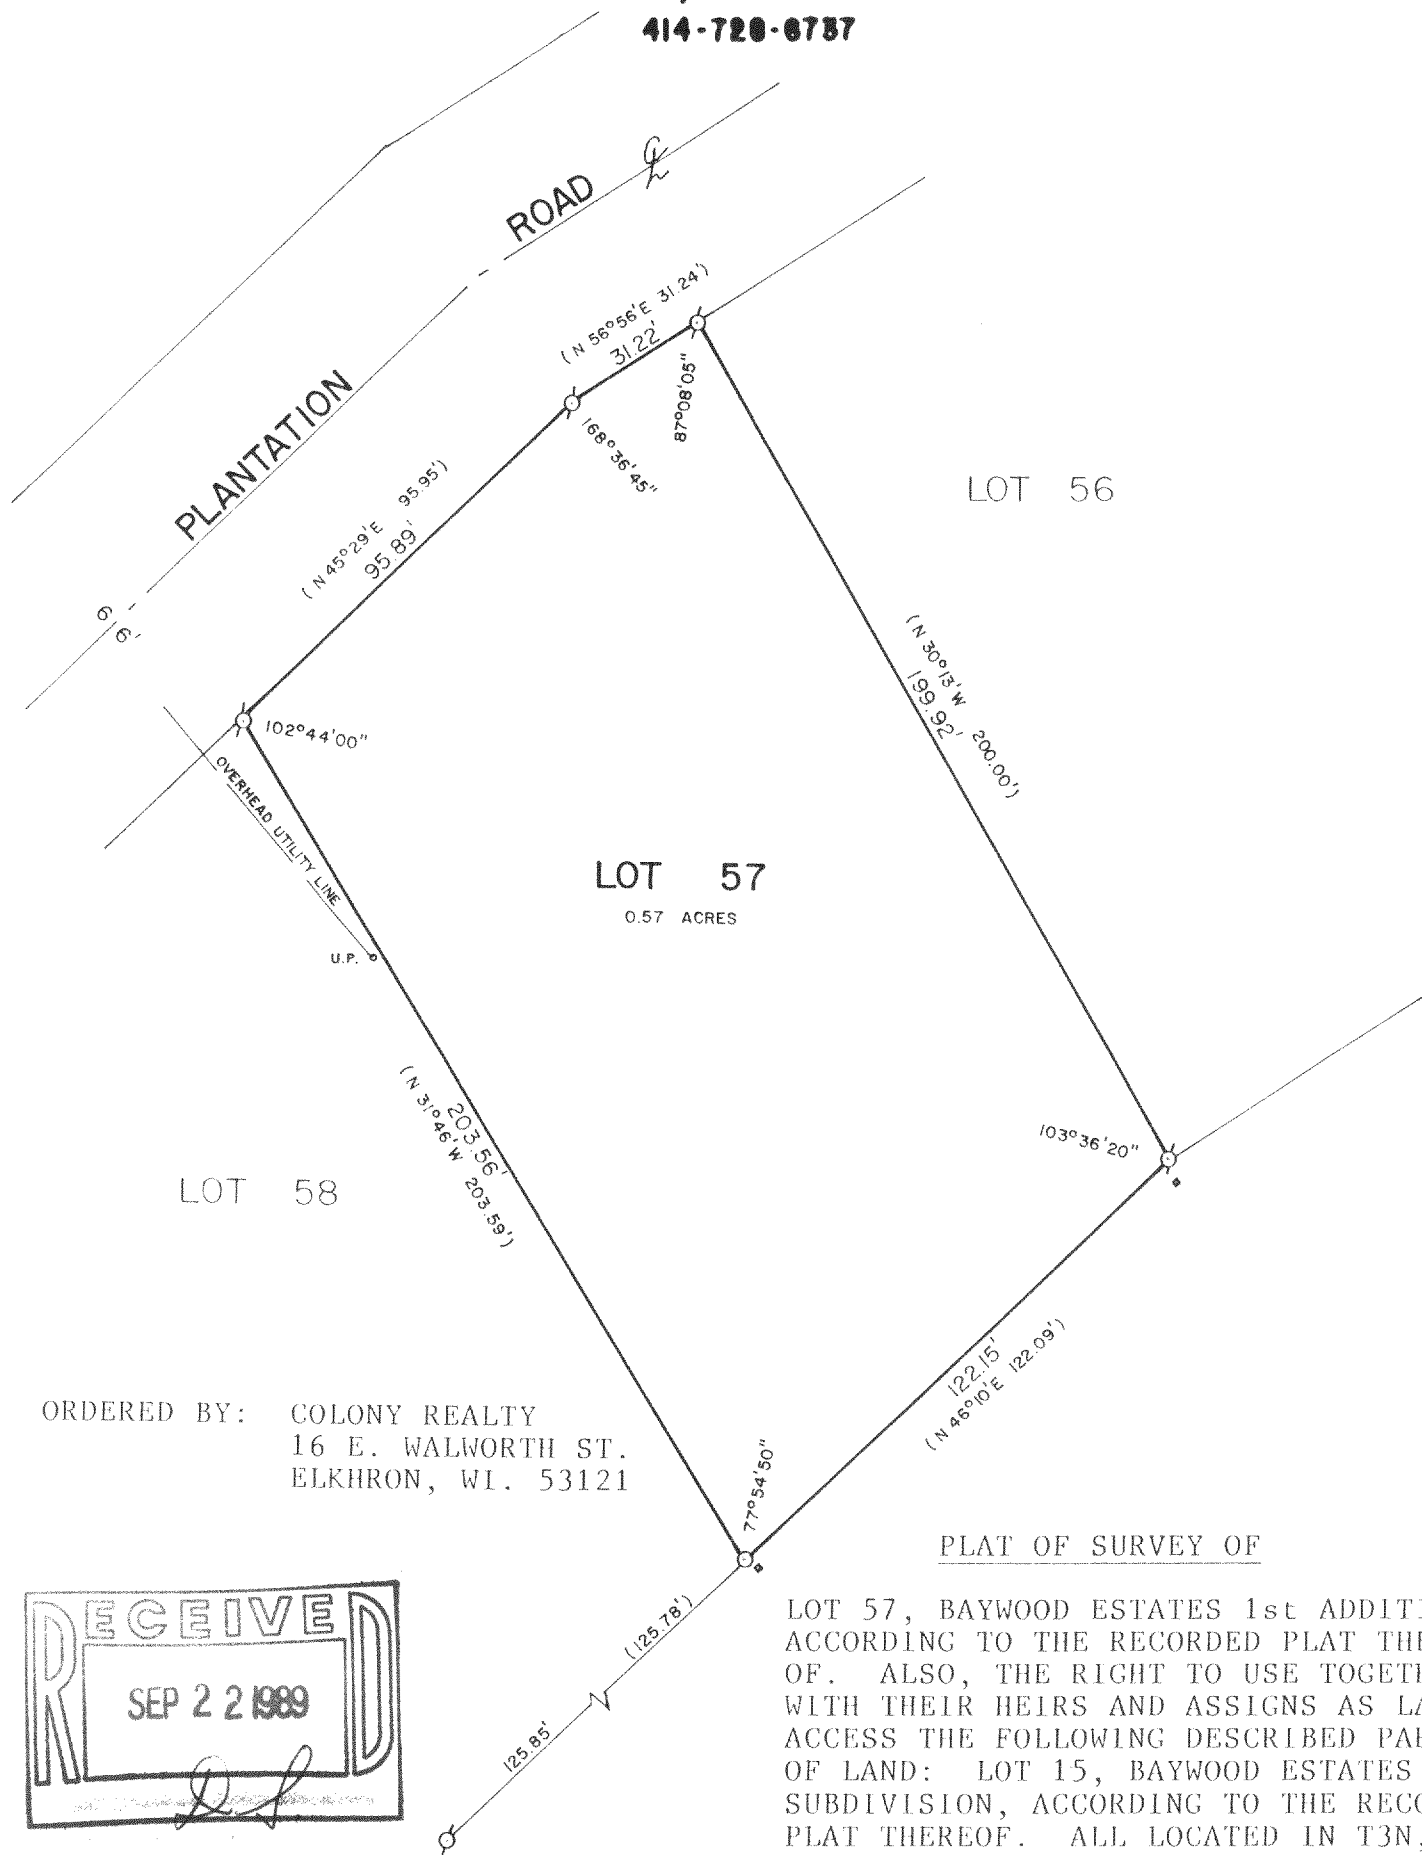 414-728-6737
ROAD
PLANTATION
66'
(N 56°56'E 31.24')
31.22'
87°08'05"
168°36'45"
(N 45°29'E 95.95')
95.89'
LOT 56
102°44'00"
OVERHEAD UTILITY LINE
U.P.
(N 30°13'W 200.00')
199.92'
LOT 57
0.57 ACRES
203.56'
(N 31°46'W 203.59')
LOT 58
103°36'20"
122.15'
(N 46°10'E 122.09')
77°54'50"
ORDERED BY: COLONY REALTY
16 E. WALWORTH ST.
ELKHRON, WI. 53121
(125.78')
125.85'
RECEIVED
SEP 22 1989
PLAT OF SURVEY OF
LOT 57, BAYWOOD ESTATES 1st ADDITI
ACCORDING TO THE RECORDED PLAT THE
OF. ALSO, THE RIGHT TO USE TOGETH
WITH THEIR HEIRS AND ASSIGNS AS LA
ACCESS THE FOLLOWING DESCRIBED PAR
OF LAND: LOT 15, BAYWOOD ESTATES
SUBDIVISION, ACCORDING TO THE RECO
PLAT THEREOF. ALL LOCATED IN T3N,